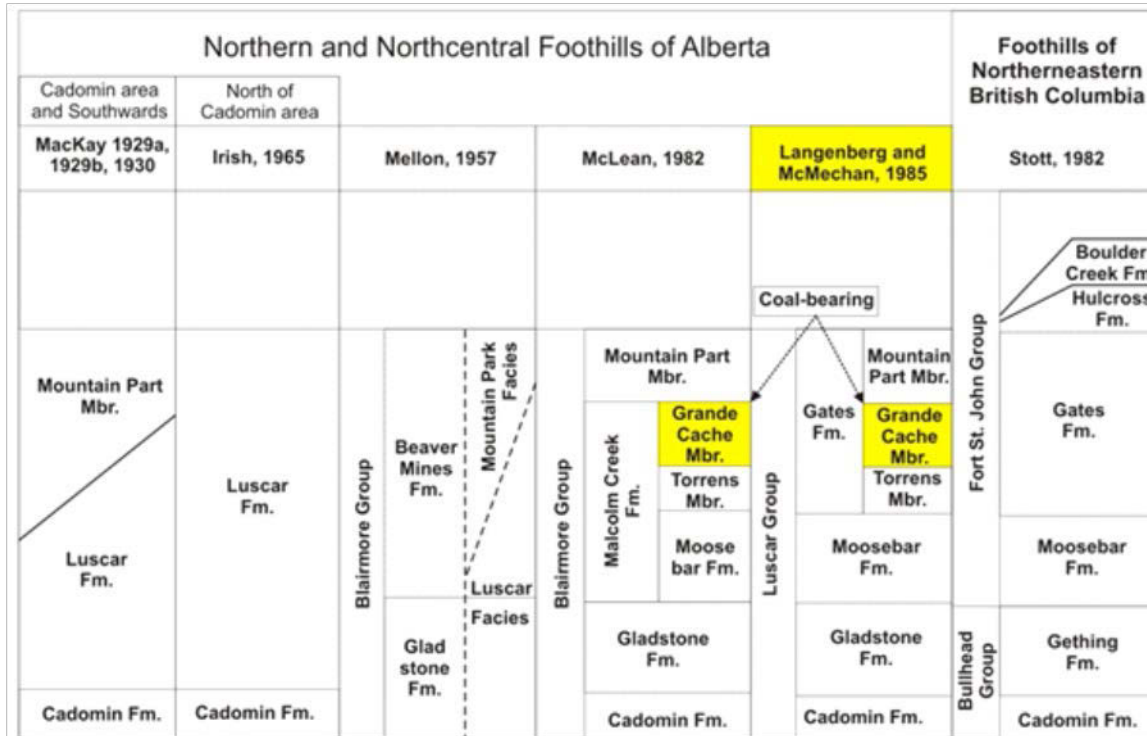 Northern and Northcentral Foothills of Alberta
Foothills of
Northerneastern
British Columbia
Cadomin area
and Southwards
North of
Cadomin area
MacKay 1929a,
1929b, 1930
Irish, 1965
Mellon, 1957
McLean, 1982
Langenberg and
McMechan, 1985
Stott, 1982
Mountain Part
Mbr.
Luscar
Fm.
Cadomin Fm.
Luscar
Fm.
Cadomin Fm.
Blairmore Group
Beaver
Mines
Fm.
Glad
stone
Fm.
Mountain Park
Facies
Luscar
Facies
Blairmore Group
Coal-bearing
Mountain Part
Mbr.
Malcolm Creek
Fm.
Grande
Cache
Mbr.
Torrens
Mbr.
Moose
bar Fm.
Gladstone
Fm.
Cadomin Fm.
Luscar Group
Gates
Fm.
Mountain
Part Mbr.
Grande
Cache
Mbr.
Torrens
Mbr.
Moosebar
Fm.
Gladstone
Fm.
Cadomin Fm.
Fort St. John Group
Bullhead
Group
Boulder
Creek Fm
Hulcross
Fm.
Gates
Fm.
Moosebar
Fm.
Gething
Fm.
Cadomin Fm.